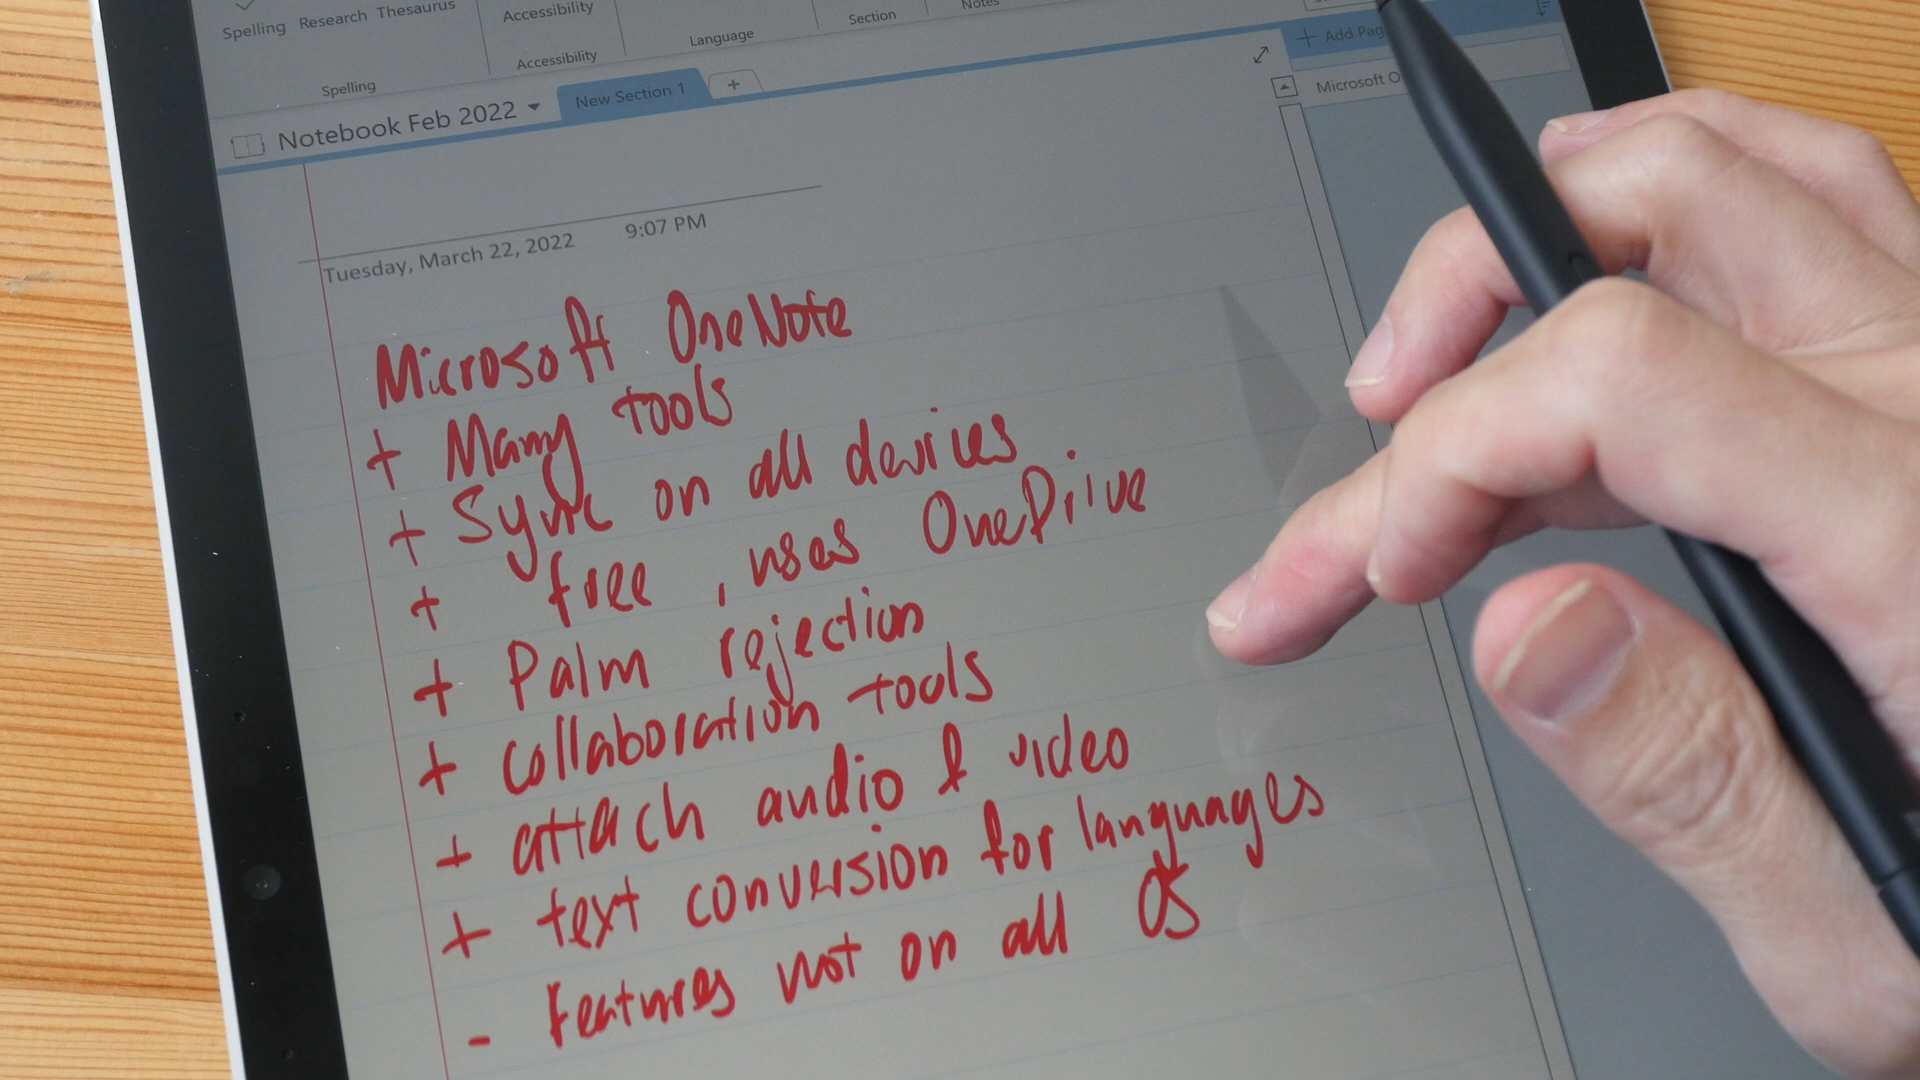 Spelling Research Thesaurus
Spelling
Accessibility
Accessibility
Language
Section
Notes
Notebook Feb 2022
New Section 1
+
+ Add Pag
Microsoft O
Tuesday, March 22, 2022 9:07 PM
Microsoft OneNote
+ Many tools
+ Sync on all devices
+ free, uses OneDrive
+ Palm rejection
+ collaboration tools
+ attach audio & video
+ text conversion for languages
- Features not on all OS